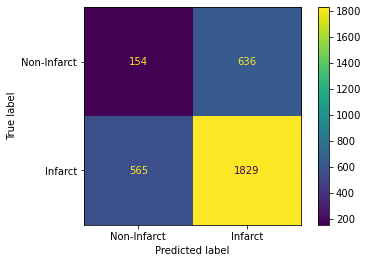 Non-Infarct
Infarct
True label
154
636
565
1829
Non-Infarct
Infarct
Predicted label
1800
1600
1400
1200
1000
800
600
400
200